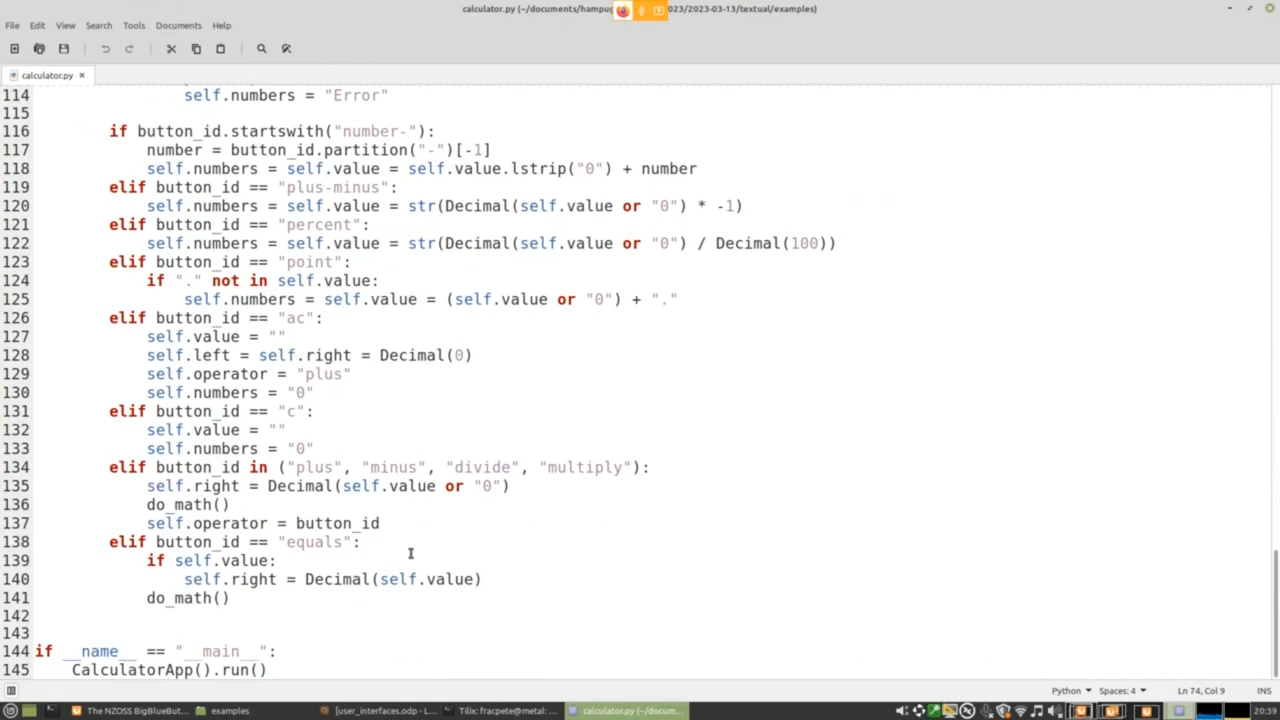 calculator.py (~/documents/hampug 023/2023-03-13/textual/examples)
File Edit View Search Tools Documents Help
calculator.py ×
114 self.numbers = "Error"
115
116 if button_id.startswith("number-"):
117 number = button_id.partition("-")[-1]
118 self.numbers = self.value = self.value.lstrip("0") + number
119 elif button_id == "plus-minus":
120 self.numbers = self.value = str(Decimal(self.value or "0") * -1)
121 elif button_id == "percent":
122 self.numbers = self.value = str(Decimal(self.value or "0") / Decimal(100))
123 elif button_id == "point":
124 if "." not in self.value:
125 self.numbers = self.value = (self.value or "0") + "."
126 elif button_id == "ac":
127 self.value = ""
128 self.left = self.right = Decimal(0)
129 self.operator = "plus"
130 self.numbers = "0"
131 elif button_id == "c":
132 self.value = ""
133 self.numbers = "0"
134 elif button_id in ("plus", "minus", "divide", "multiply"):
135 self.right = Decimal(self.value or "0")
136 do_math()
137 self.operator = button_id
138 elif button_id == "equals":
139 if self.value:
140 self.right = Decimal(self.value)
141 do_math()
142
143
144 if __name__ == "__main__":
145 CalculatorApp().run()
Python Spaces: 4 Ln 74, Col 9 INS
The NZOSS BigBlueBut... examples [user_interfaces.odp - L... Tilix: fracpete@metal: ... calculator.py (~/docum... 20:39